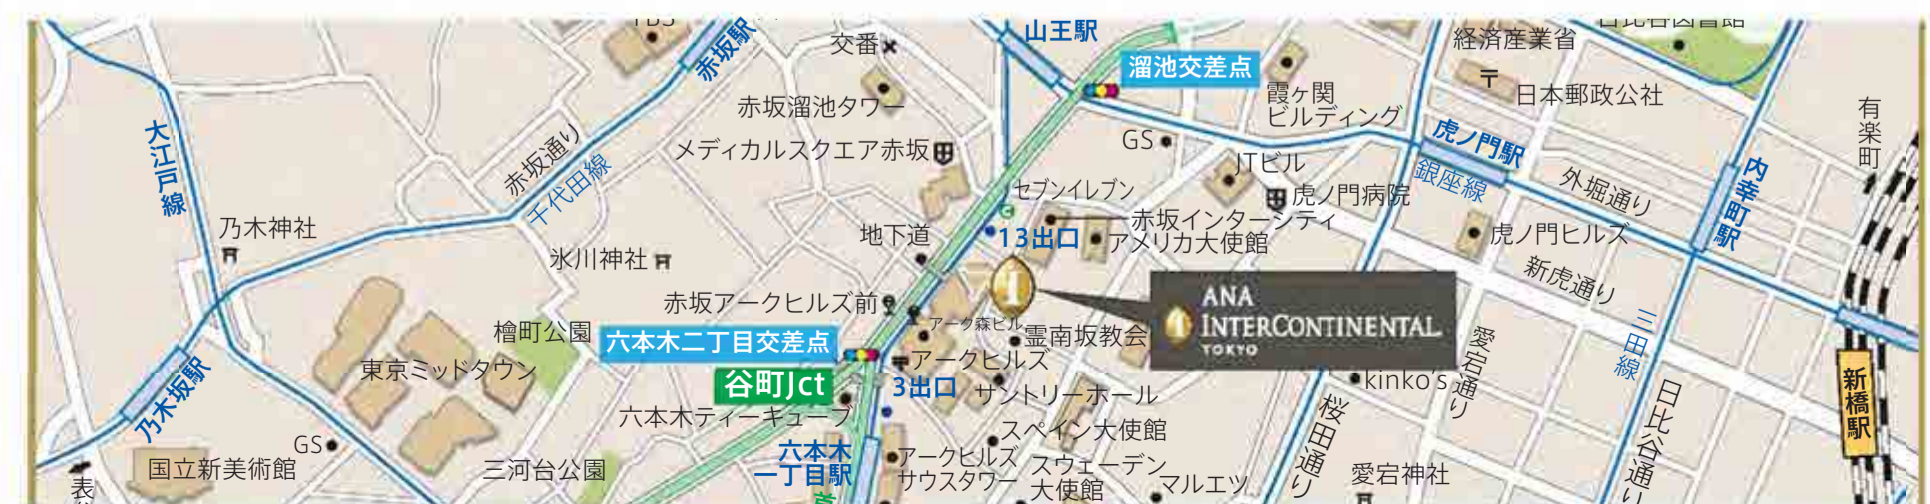 山王駅
赤坂駅
交番
溜池交差点
経済産業省
日本郵政公社
霞ヶ関
ビルディング
有楽町
赤坂溜池タワー
メディカルスクエア赤坂
GS
JTビル
虎ノ門駅
銀座線
外堀通り
内幸町駅
大江戸線
赤坂通り
千代田線
セブンイレブン
虎ノ門病院
赤坂インターシティ
13出口
アメリカ大使館
虎ノ門ヒルズ
新虎通り
乃木神社
氷川神社
地下道
赤坂アークヒルズ前
ANA
INTERCONTINENTAL
TOKYO
アーク森ビル
霊南坂教会
檜町公園
六本木二丁目交差点
アークヒルズ
谷町Jct
3出口
サントリーホール
東京ミッドタウン
乃木坂駅
六本木ティーキューブ
kinko's
愛宕通り
三田線
日比谷通り
新橋駅
桜田通り
スペイン大使館
GS
国立新美術館
三河台公園
六本木
一丁目駅
アークヒルズ
サウスタワー
スウェーデン
大使館
マルエツ
愛宕神社